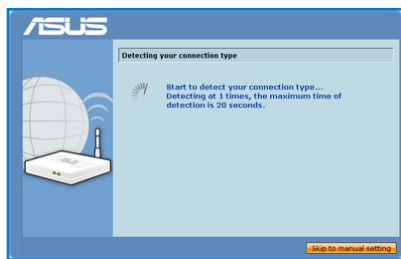 ASUS
Detecting your connection type
Start to detect your connection type...
Detecting at 1 times, the maximum time of
detection is 20 seconds.
ASUS
Skip to manual setting